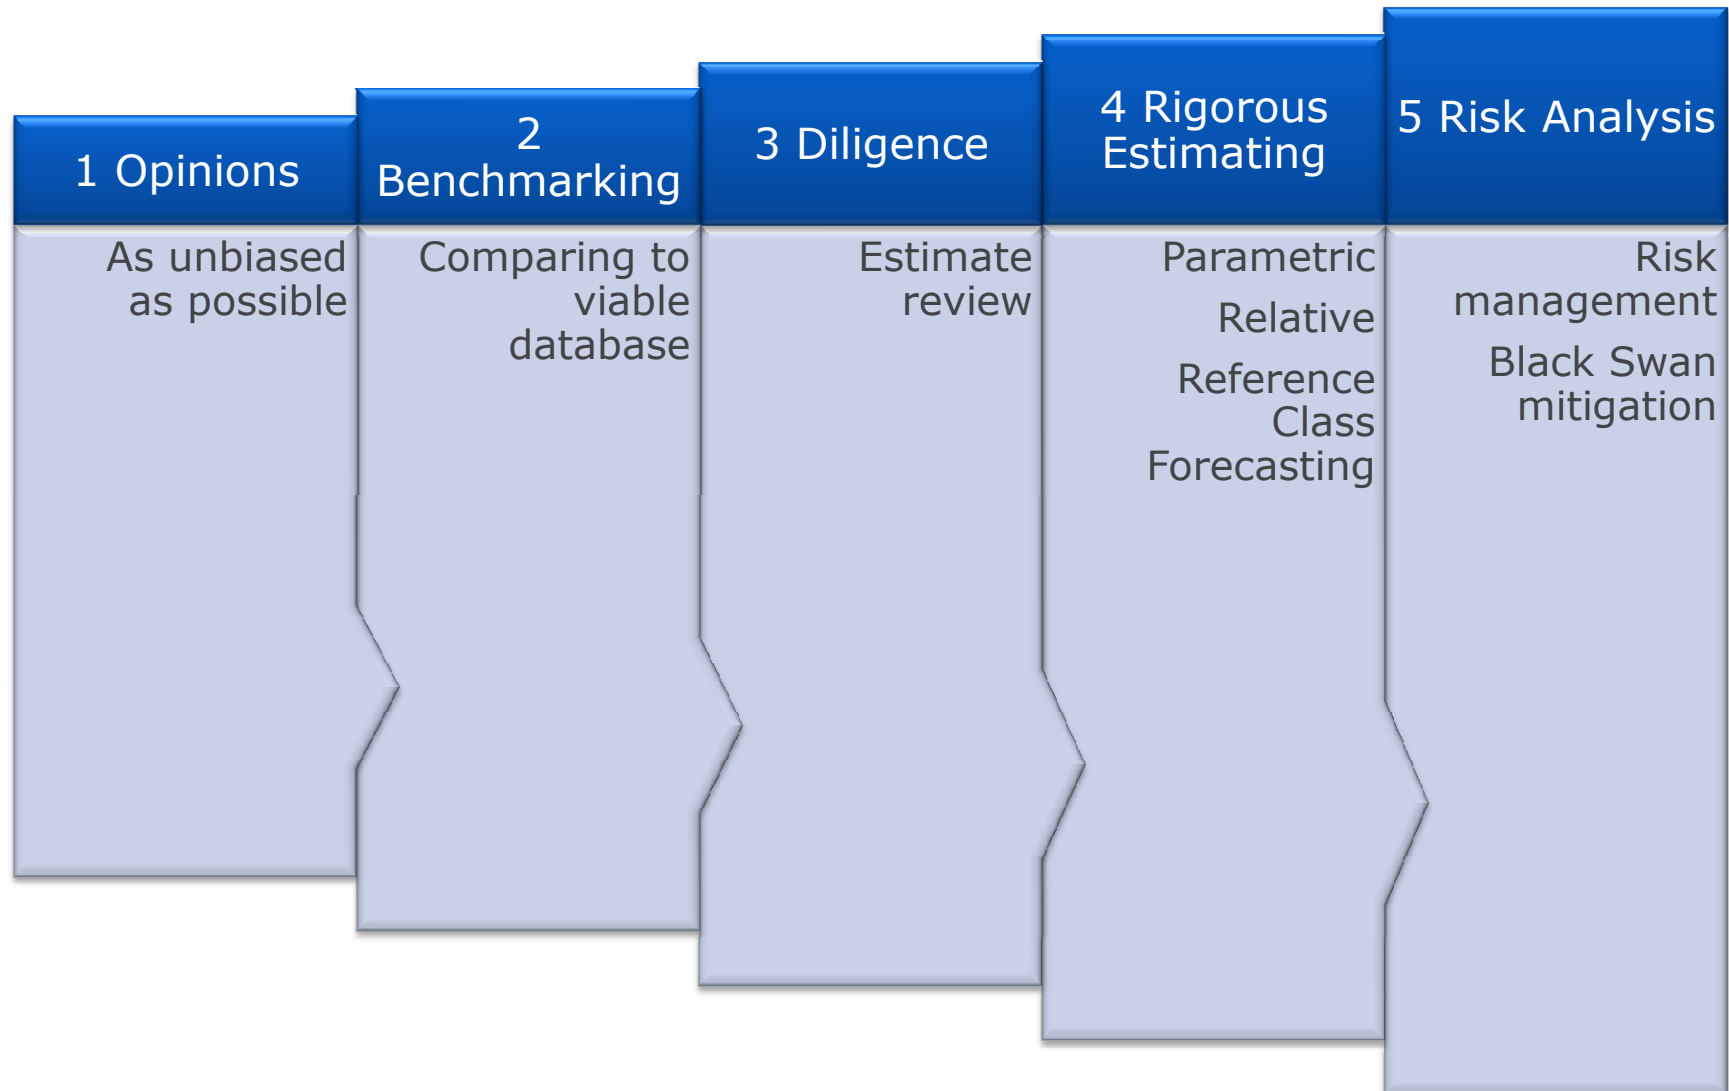 1 Opinions
As unbiased
as possible
2
Benchmarking
Comparing to
viable
database
3 Diligence
Estimate
review
4 Rigorous
Estimating
Parametric
Relative
Reference
Class
Forecasting
5 Risk Analysis
Risk
management
Black Swan
mitigation